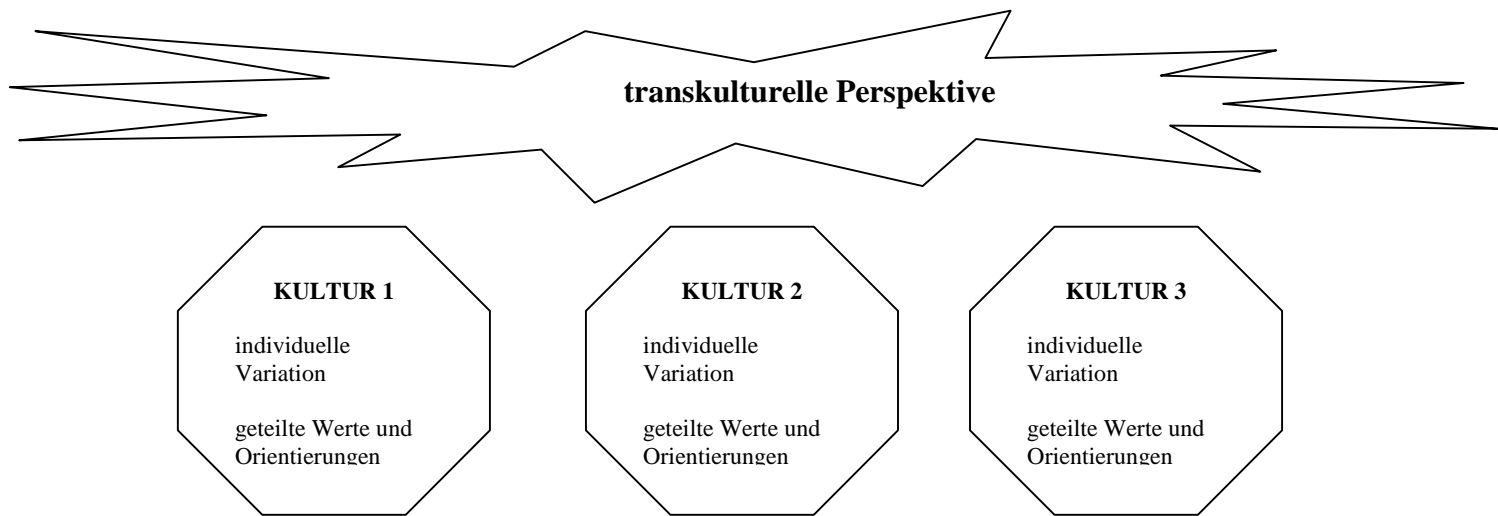 transkulturelle Perspektive
KULTUR 1
individuelle
Variation
geteilte Werte und
Orientierungen
KULTUR 2
individuelle
Variation
geteilte Werte und
Orientierungen
KULTUR 3
individuelle
Variation
geteilte Werte und
Orientierungen